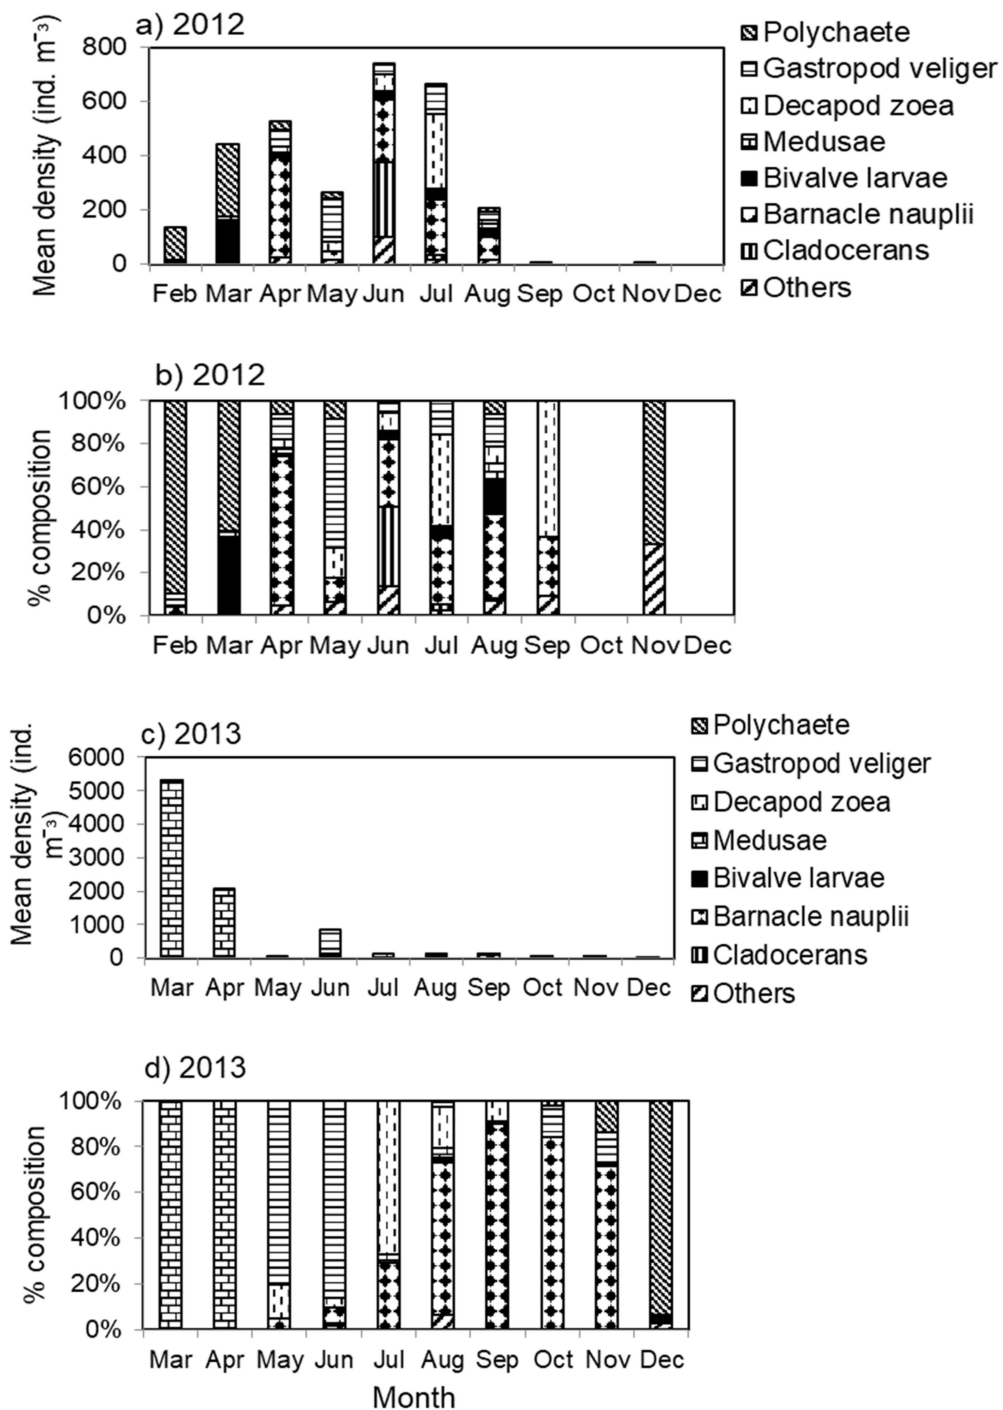 a) 2012
Mean density (ind. m⁻³)
800
600
400
200
0
Feb Mar Apr May Jun Jul Aug Sep Oct Nov Dec
Polychaete
Gastropod veliger
Decapod zoea
Medusae
Bivalve larvae
Barnacle nauplii
Cladocerans
Others
b) 2012
% composition
100%
80%
60%
40%
20%
0%
Feb Mar Apr May Jun Jul Aug Sep Oct Nov Dec
c) 2013
Mean density (ind.
m⁻³)
6000
5000
4000
3000
2000
1000
0
Mar Apr May Jun Jul Aug Sep Oct Nov Dec
Polychaete
Gastropod veliger
Decapod zoea
Medusae
Bivalve larvae
Barnacle nauplii
Cladocerans
Others
d) 2013
% composition
100%
80%
60%
40%
20%
0%
Mar Apr May Jun Jul Aug Sep Oct Nov Dec
Month